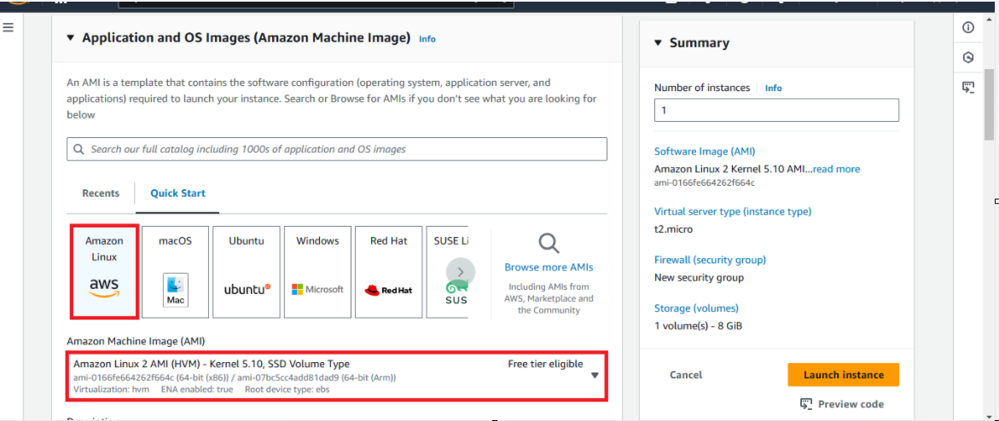 Application and OS Images (Amazon Machine Image) Info
An AMI is a template that contains the software configuration (operating system, application server, and
applications) required to launch your instance. Search or Browse for AMIs if you don't see what you are looking for
below
Search our full catalog including 1000s of application and OS images
Recents
Quick Start
Amazon
Linux
aws
macOS
Mac
Ubuntu
ubuntu
Windows
Microsoft
Red Hat
Red Hat
SUSE Li
SUS
Browse more AMIs
Including AMIs from
AWS, Marketplace and
the Community
Amazon Machine Image (AMI)
Amazon Linux 2 AMI (HVM) - Kernel 5.10, SSD Volume Type
Free tier eligible
ami-0166fe664262f664c (64-bit (x86)) / ami-07bc5cc4add81dad9 (64-bit (Arm))
Virtualization: hvm ENA enabled: true Root device type: ebs
Summary
Number of instances Info
1
Software Image (AMI)
Amazon Linux 2 Kernel 5.10 AMI...read more
ami-0166fe664262f664c
Virtual server type (instance type)
t2.micro
Firewall (security group)
New security group
Storage (volumes)
1 volume(s) - 8 GiB
Cancel
Launch instance
Preview code